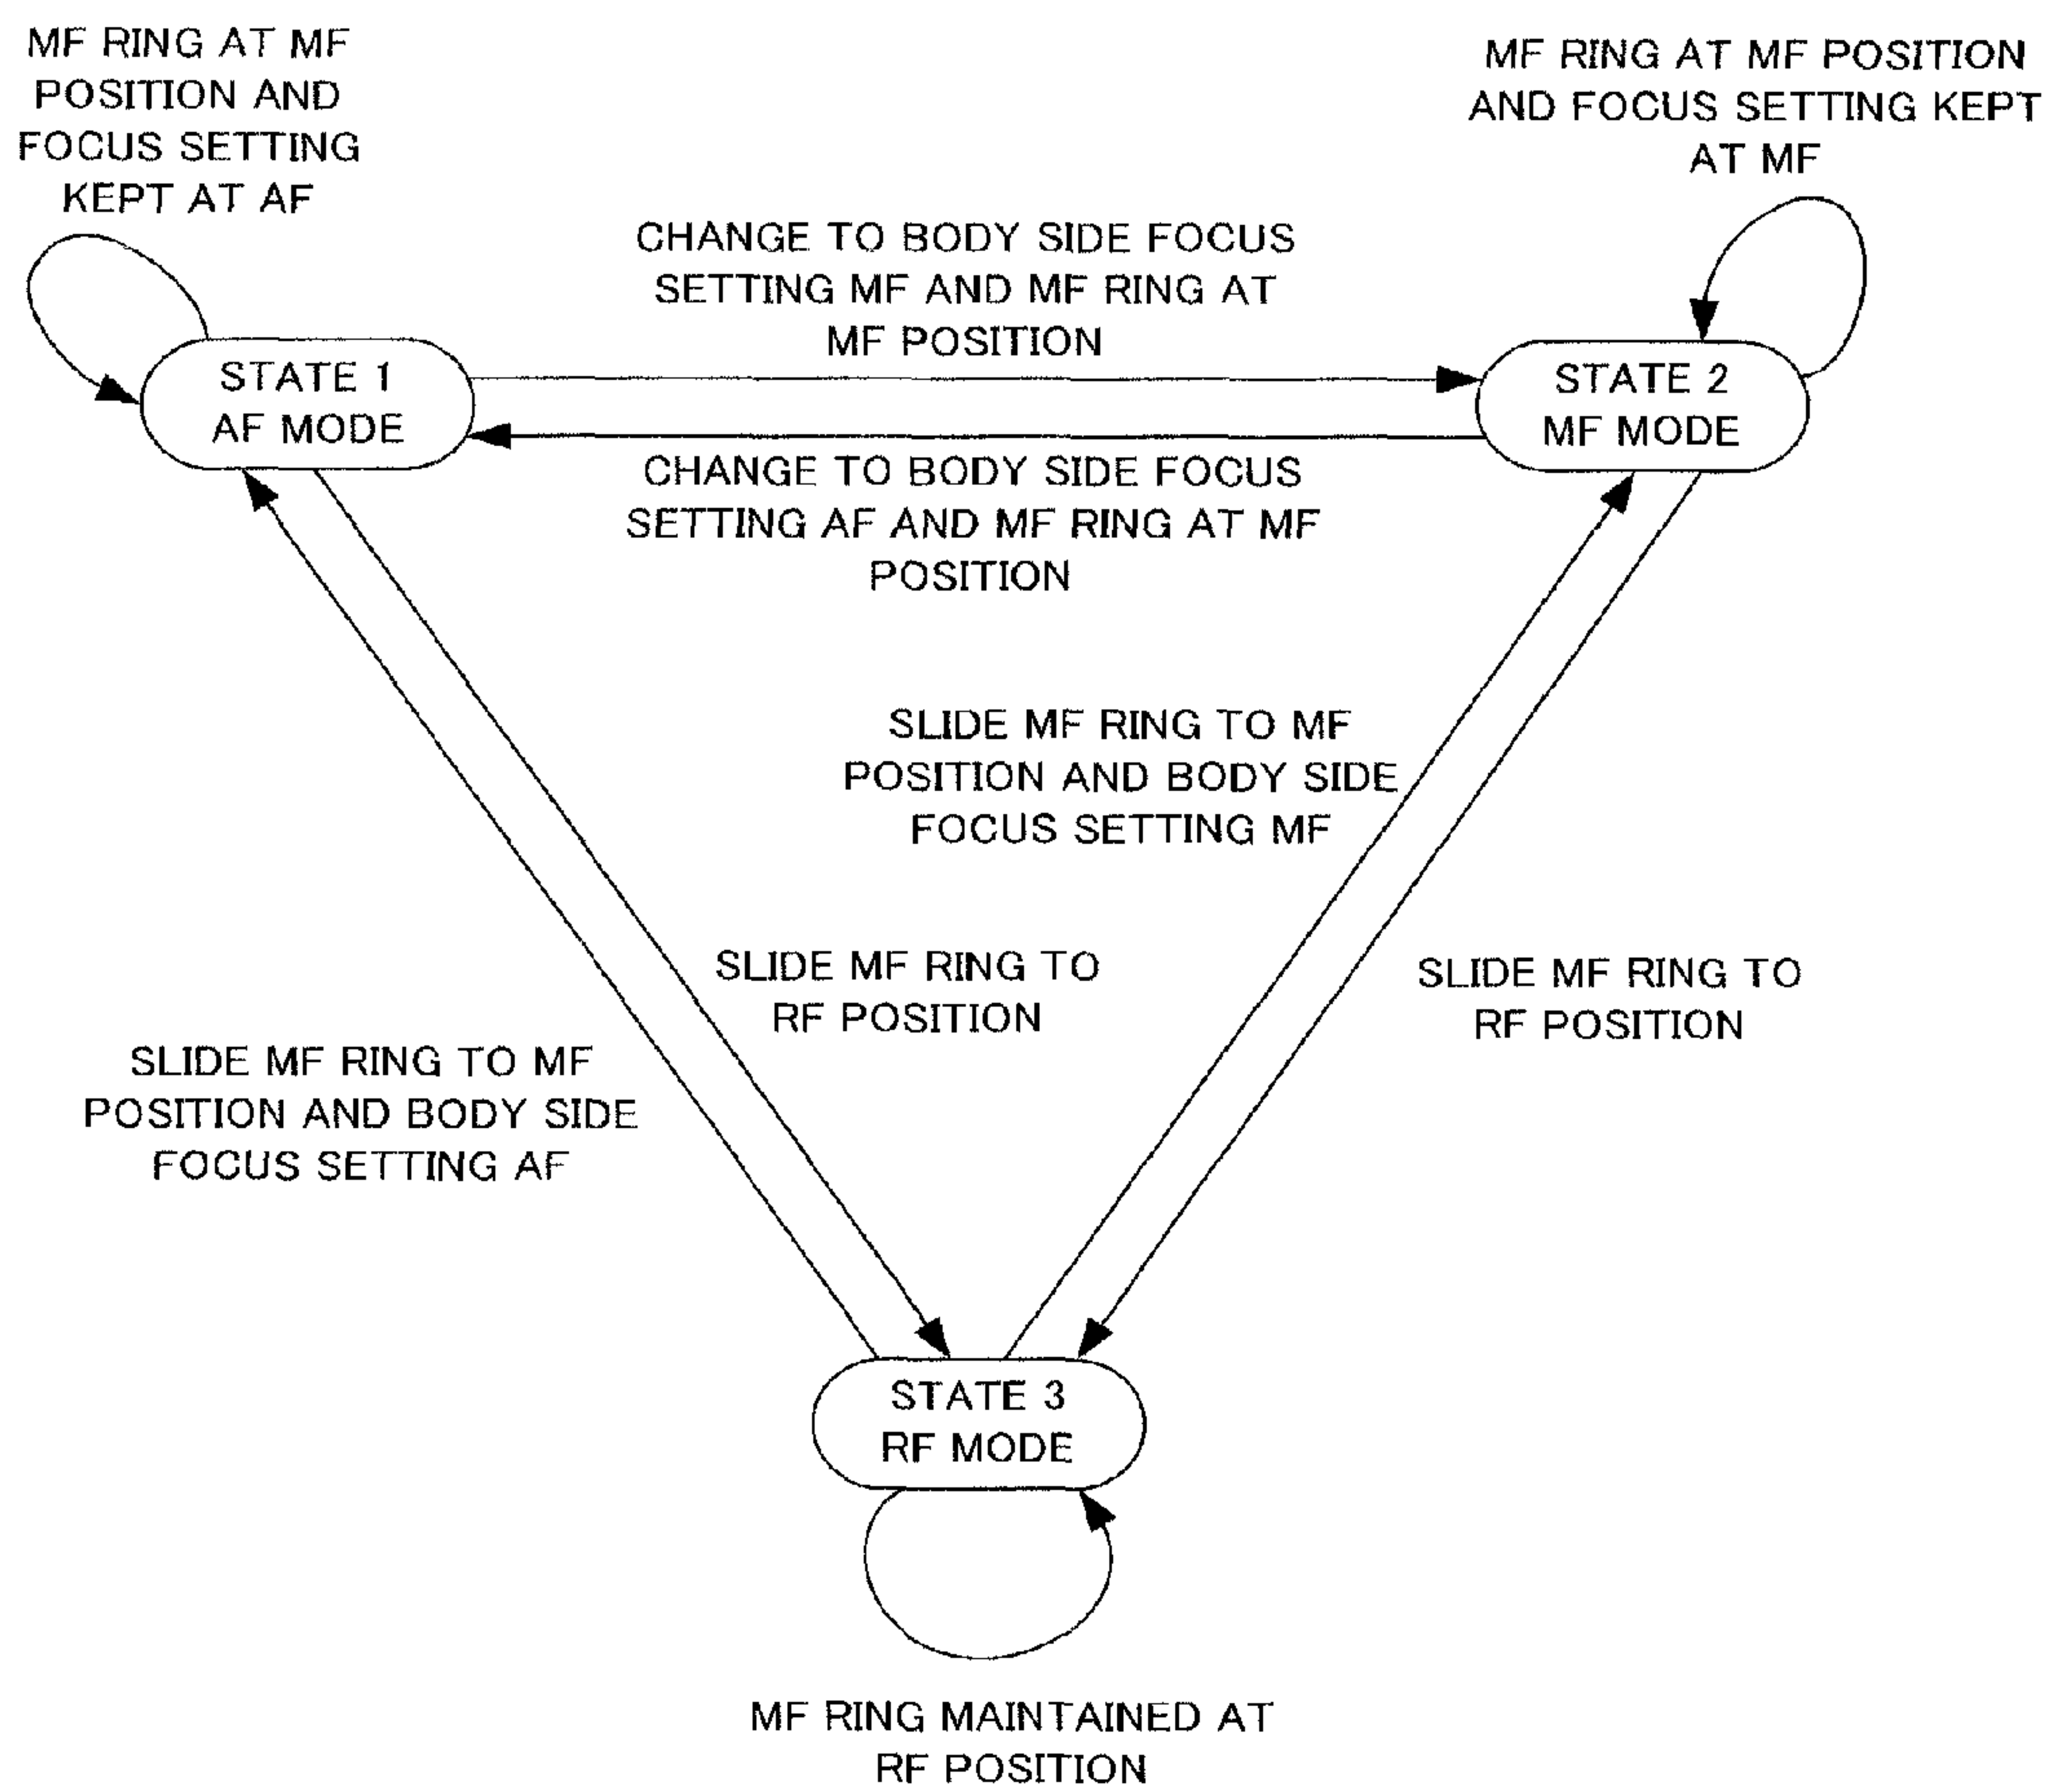 MF RING AT MF
POSITION AND
FOCUS SETTING
KEPT AT AF
MF RING AT MF POSITION
AND FOCUS SETTING KEPT
AT MF
CHANGE TO BODY SIDE FOCUS
SETTING MF AND MF RING AT
MF POSITION
STATE 1
AF MODE
STATE 2
MF MODE
CHANGE TO BODY SIDE FOCUS
SETTING AF AND MF RING AT MF
POSITION
SLIDE MF RING TO MF
POSITION AND BODY SIDE
FOCUS SETTING MF
SLIDE MF RING TO
RF POSITION
SLIDE MF RING TO
RF POSITION
SLIDE MF RING TO MF
POSITION AND BODY SIDE
FOCUS SETTING AF
STATE 3
RF MODE
MF RING MAINTAINED AT
RF POSITION